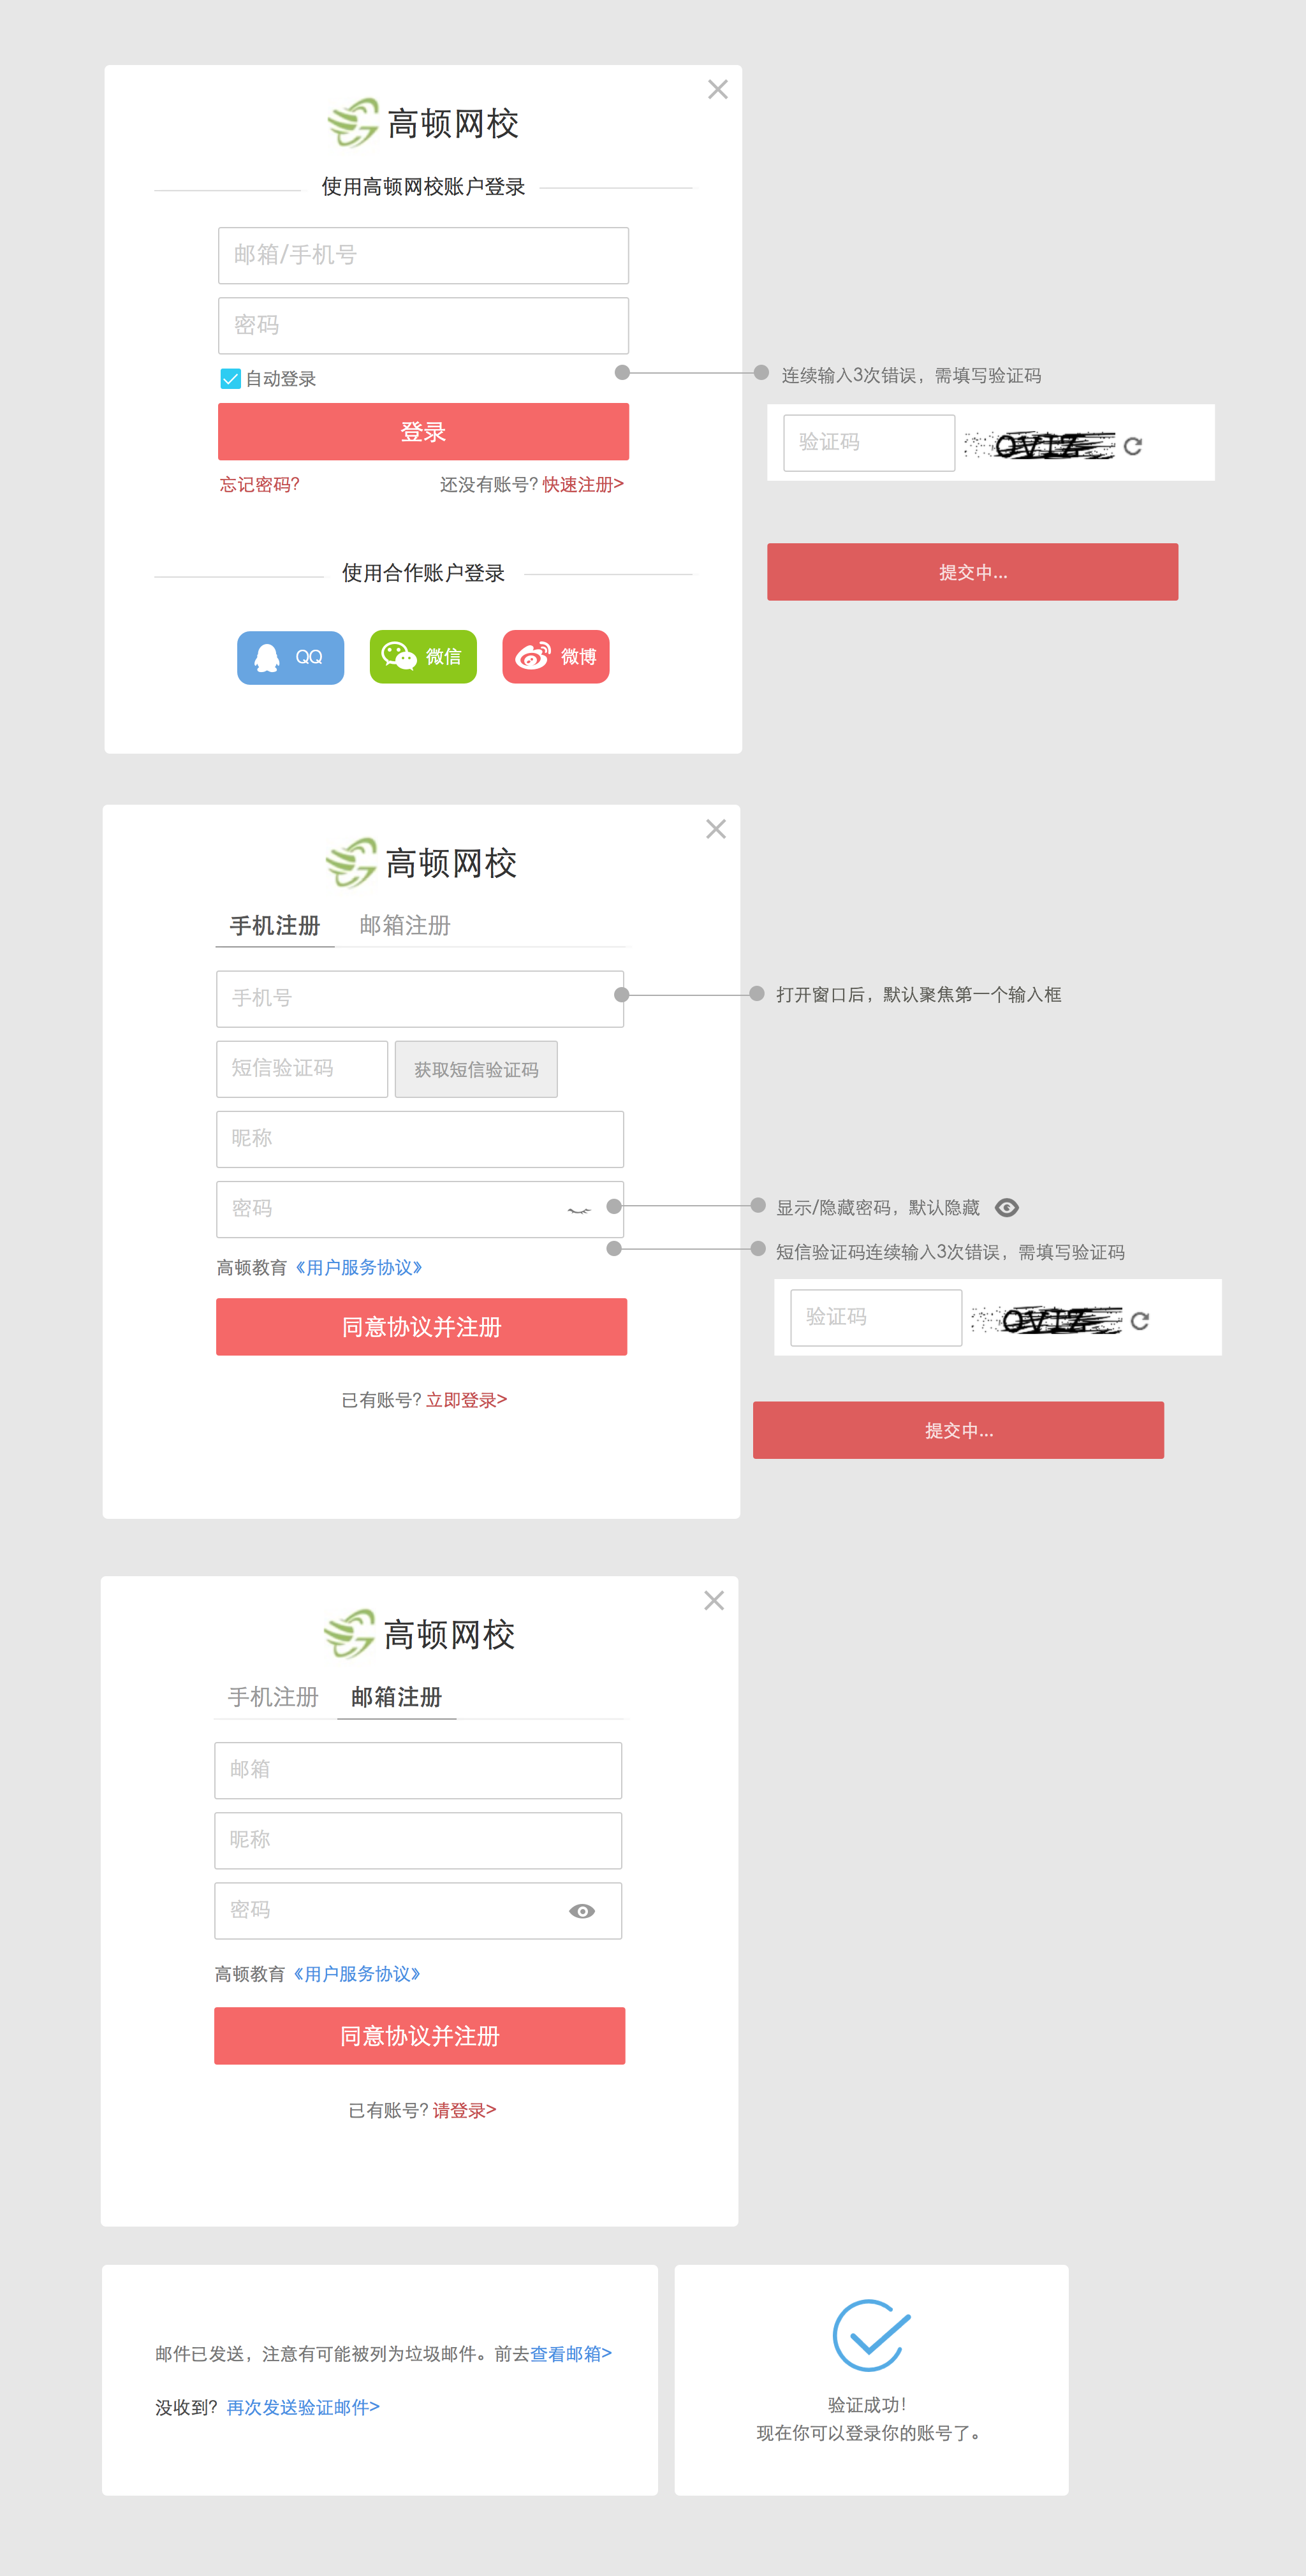 高顿网校
使用高顿网校账户登录
邮箱/手机号
密码
自动登录
连续输入3次错误，需填写验证码
登录
验证码
OVIZ
忘记密码?
还没有账号? 快速注册>
提交中...
使用合作账户登录
QQ
微信
微博
高顿网校
手机注册 邮箱注册
手机号
打开窗口后，默认聚焦第一个输入框
短信验证码
获取短信验证码
昵称
密码
显示/隐藏密码，默认隐藏
短信验证码连续输入3次错误，需填写验证码
高顿教育 《用户服务协议》
验证码
OVIZ
同意协议并注册
已有账号? 立即登录>
提交中...
高顿网校
手机注册 邮箱注册
邮箱
昵称
密码
高顿教育 《用户服务协议》
同意协议并注册
已有账号? 请登录>
邮件已发送，注意有可能被列为垃圾邮件。前去查看邮箱>
没收到? 再次发送验证邮件>
验证成功!
现在你可以登录你的账号了。